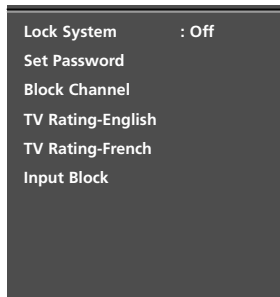 Lock System : Off
Set Password
Block Channel
TV Rating-English
TV Rating-French
Input Block